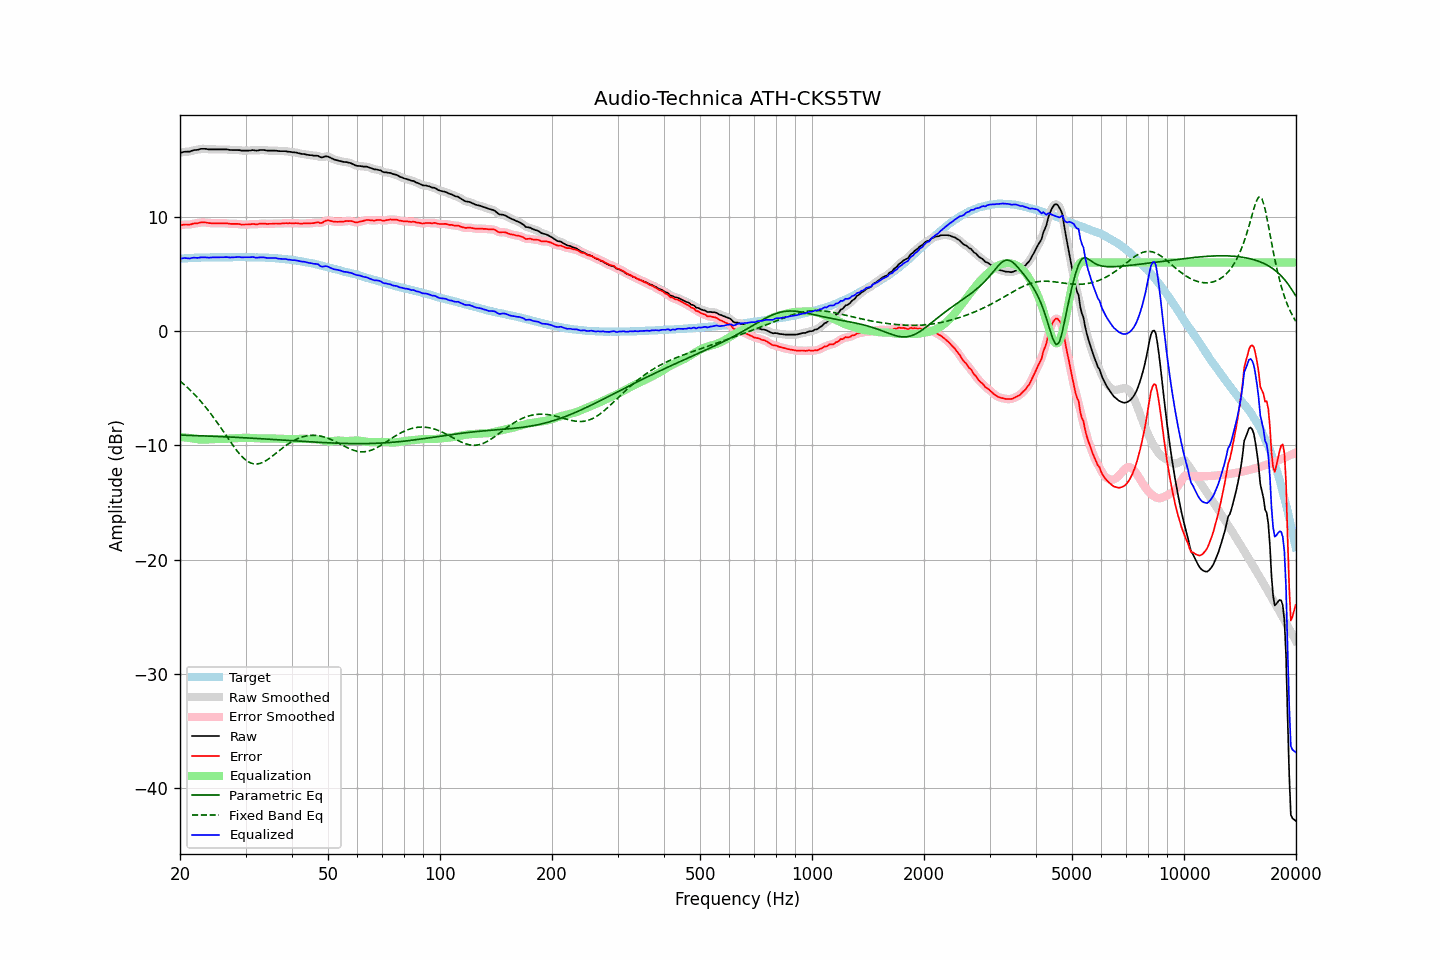 Audio-Technica ATH-CKS5TW
Amplitude (dBr)
10
0
−10
−20
−30
−40
Target
Raw Smoothed
Error Smoothed
Raw
Error
Equalization
Parametric Eq
Fixed Band Eq
Equalized
20 50 100 200 500 1000 2000 5000 10000 20000
Frequency (Hz)